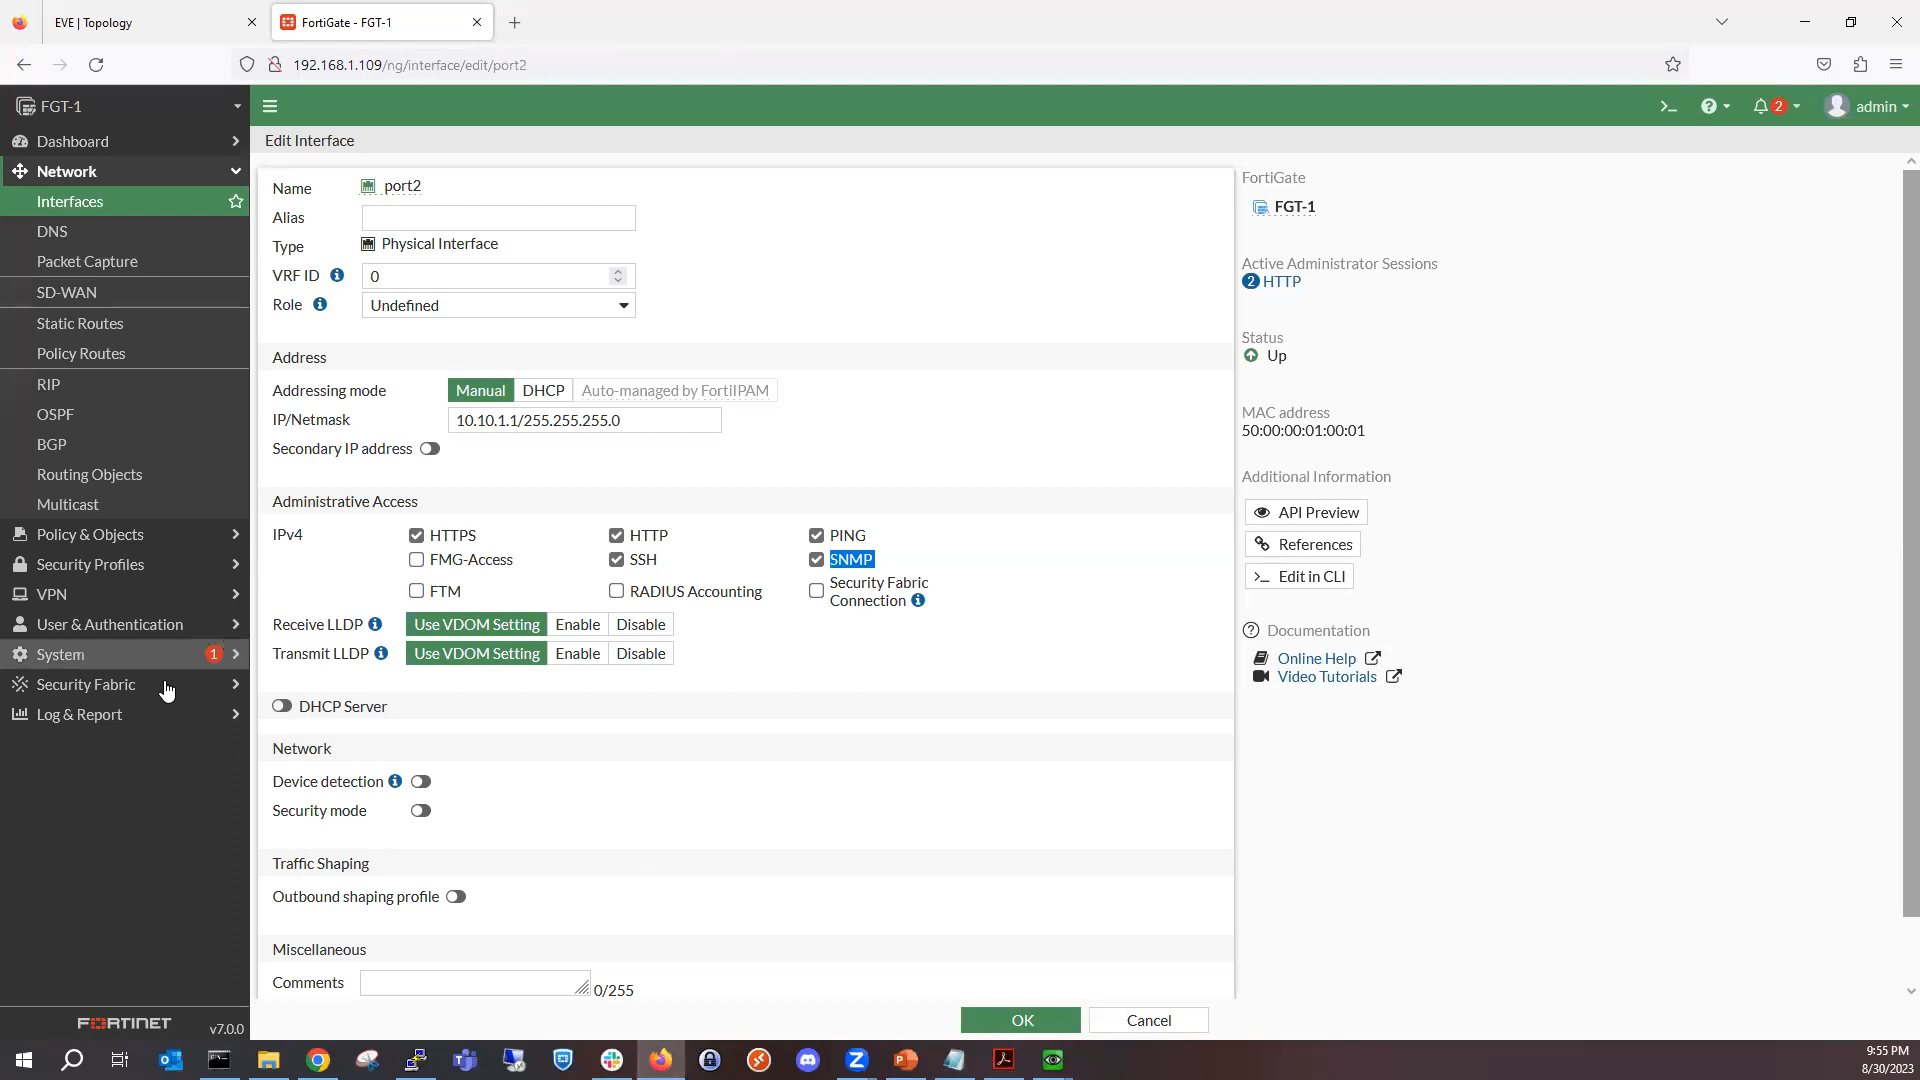 EVE | Topology
FortiGate - FGT-1
192.168.1.109/ng/interface/edit/port2
FGT-1
2
admin
Dashboard
Network
Interfaces
DNS
Packet Capture
SD-WAN
Static Routes
Policy Routes
RIP
OSPF
BGP
Routing Objects
Multicast
Policy & Objects
Security Profiles
VPN
User & Authentication
System 1
Security Fabric
Log & Report
FORTINET v7.0.0
Edit Interface
Name port2
Alias
Type Physical Interface
VRF ID 0
Role Undefined
Address
Addressing mode Manual DHCP Auto-managed by FortiIPAM
IP/Netmask 10.10.1.1/255.255.255.0
Secondary IP address
Administrative Access
IPv4 HTTPS HTTP PING
FMG-Access SSH SNMP
FTM RADIUS Accounting Security Fabric
Connection
Receive LLDP Use VDOM Setting Enable Disable
Transmit LLDP Use VDOM Setting Enable Disable
DHCP Server
Network
Device detection
Security mode
Traffic Shaping
Outbound shaping profile
Miscellaneous
Comments 0/255
OK Cancel
FortiGate
FGT-1
Active Administrator Sessions
2 HTTP
Status
Up
MAC address
50:00:00:01:00:01
Additional Information
API Preview
References
>_ Edit in CLI
Documentation
Online Help
Video Tutorials
9:55 PM
8/30/2023